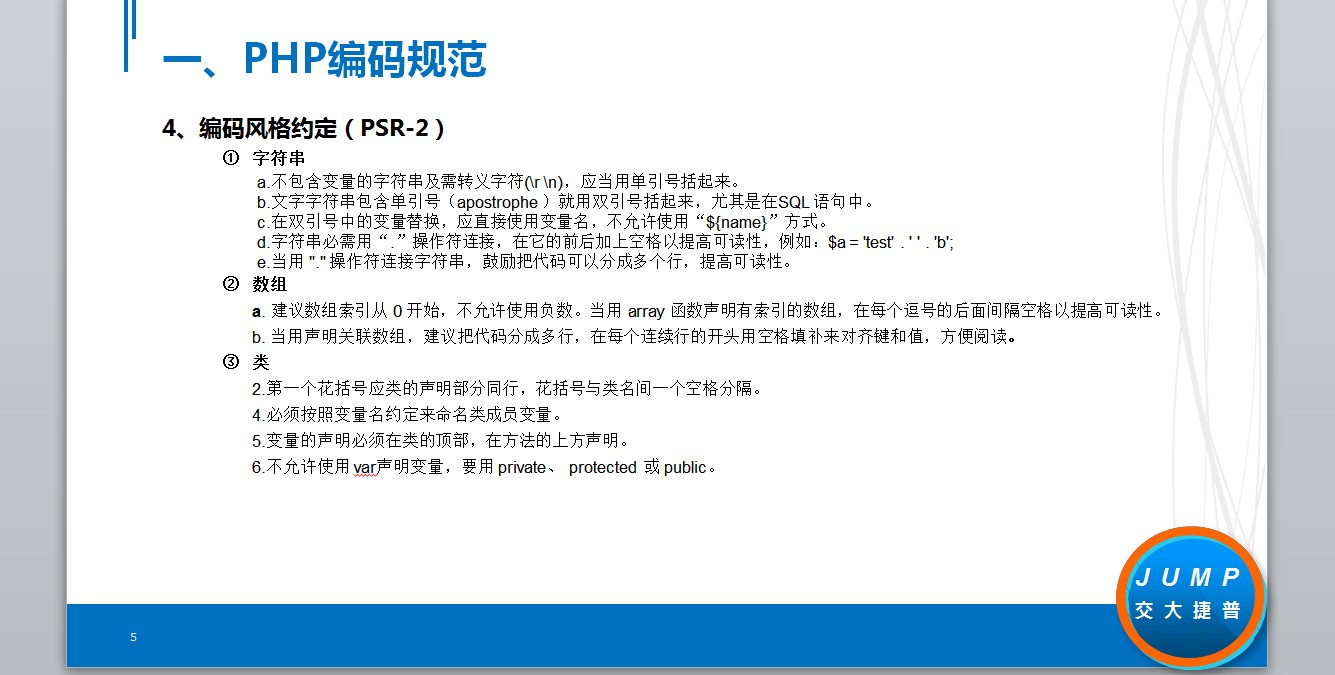 一、PHP编码规范
4、编码风格约定（PSR-2）
① 字符串
a.不包含变量的字符串及需转义字符(\r \n)，应当用单引号括起来。
b.文字字符串包含单引号（apostrophe ）就用双引号括起来，尤其是在SQL 语句中。
c.在双引号中的变量替换，应直接使用变量名，不允许使用“${name}”方式。
d.字符串必需用“.”操作符连接，在它的前后加上空格以提高可读性，例如：$a = 'test' . ' ' . 'b';
e.当用 "." 操作符连接字符串，鼓励把代码可以分成多个行，提高可读性。
② 数组
a. 建议数组索引从 0 开始，不允许使用负数。当用 array 函数声明有索引的数组，在每个逗号的后面间隔空格以提高可读性。
b. 当用声明关联数组，建议把代码分成多行，在每个连续行的开头用空格填补来对齐键和值，方便阅读。
③ 类
2.第一个花括号应类的声明部分同行，花括号与类名间一个空格分隔。
4.必须按照变量名约定来命名类成员变量。
5.变量的声明必须在类的顶部，在方法的上方声明。
6.不允许使用var声明变量，要用 private、 protected 或 public。
JUMP
交大捷普
5